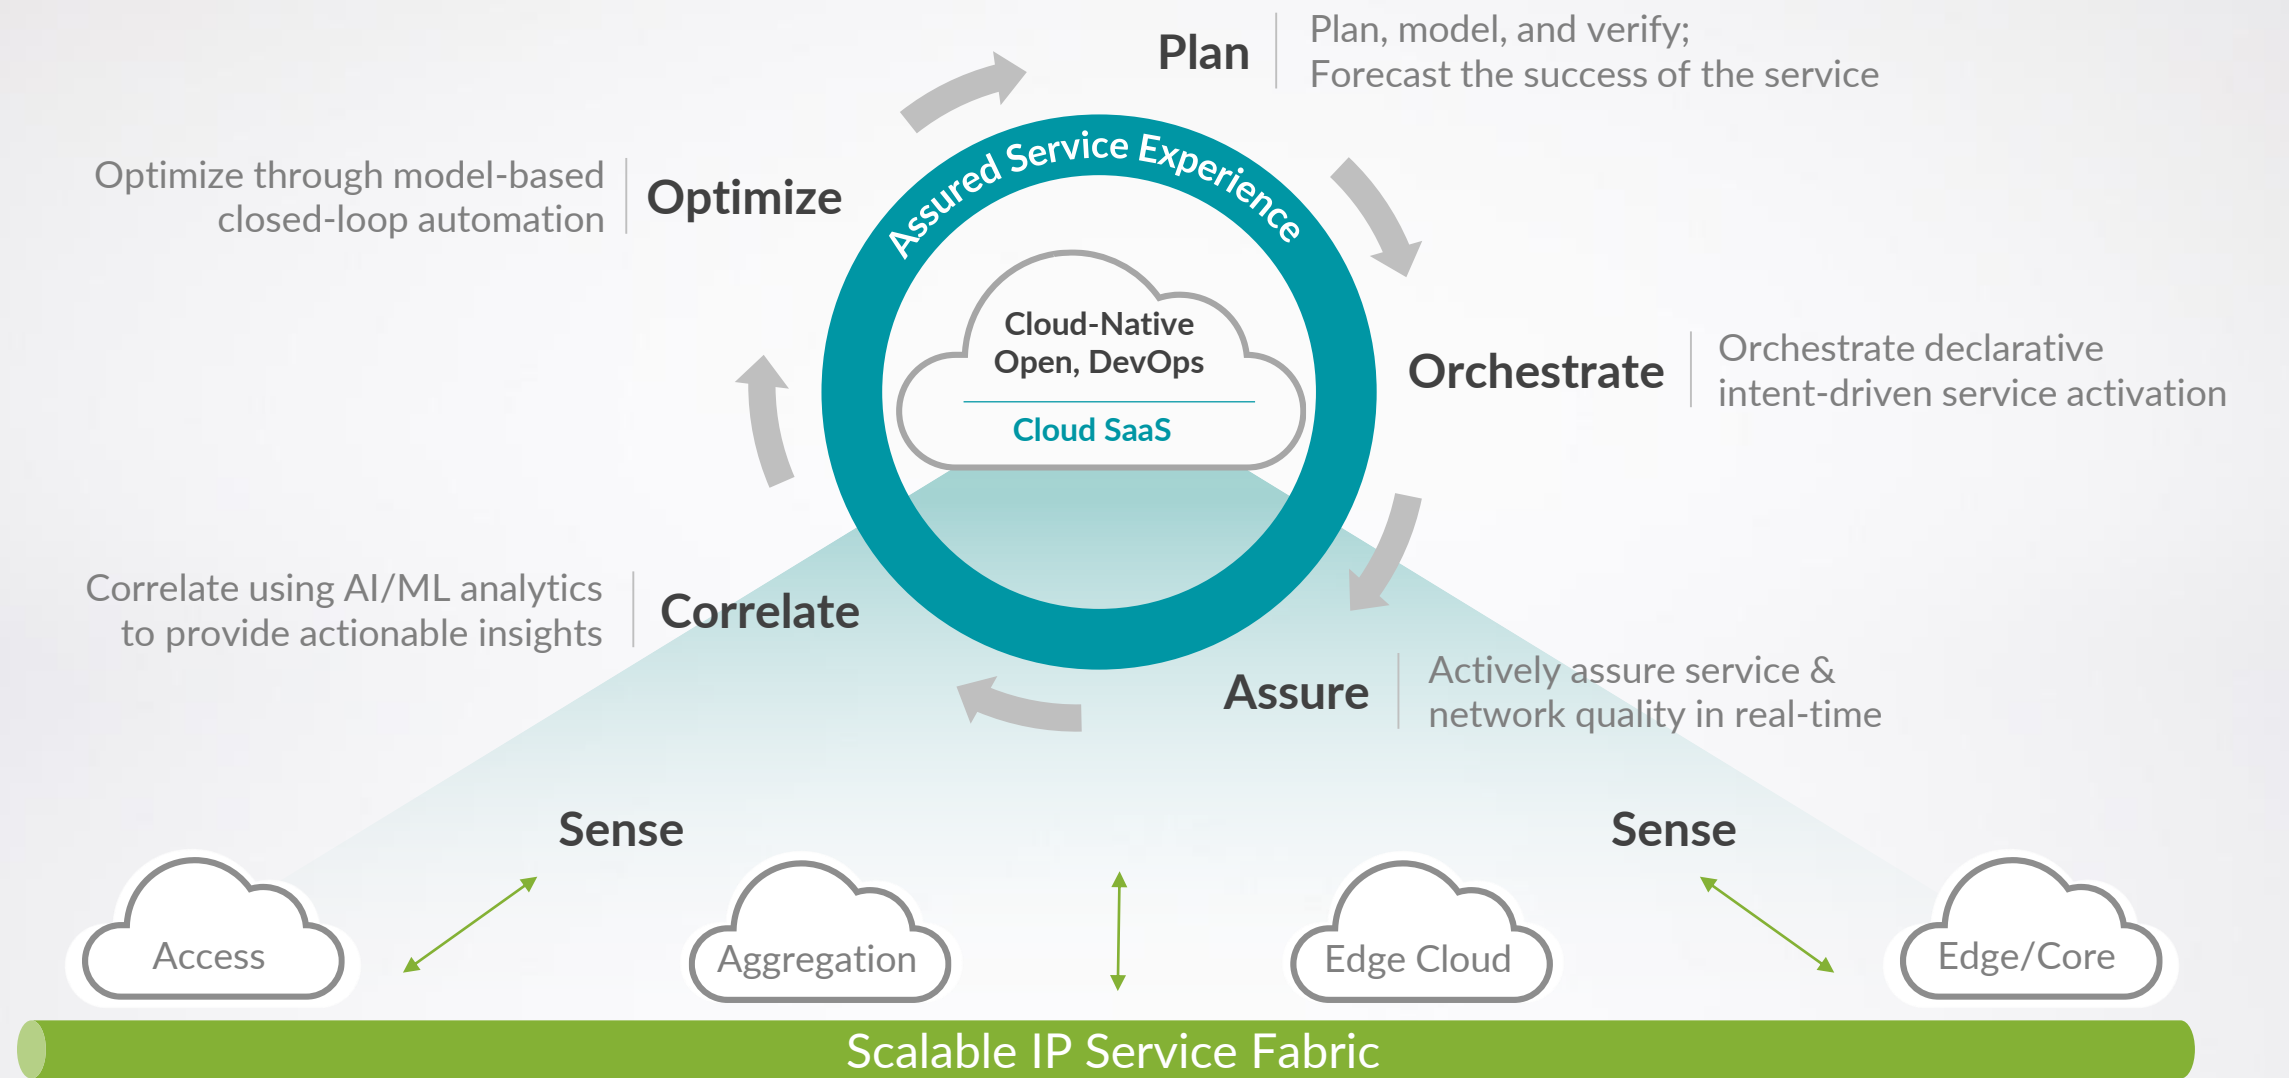 Plan
Plan, model, and verify;
Forecast the success of the service
Assured Service Experience
Optimize through model-based
closed-loop automation
Optimize
Cloud-Native
Open, DevOps
Cloud SaaS
Orchestrate
Orchestrate declarative
intent-driven service activation
Correlate using AI/ML analytics
to provide actionable insights
Correlate
Assure
Actively assure service &
network quality in real-time
Sense
Sense
Access
Aggregation
Edge Cloud
Edge/Core
Scalable IP Service Fabric